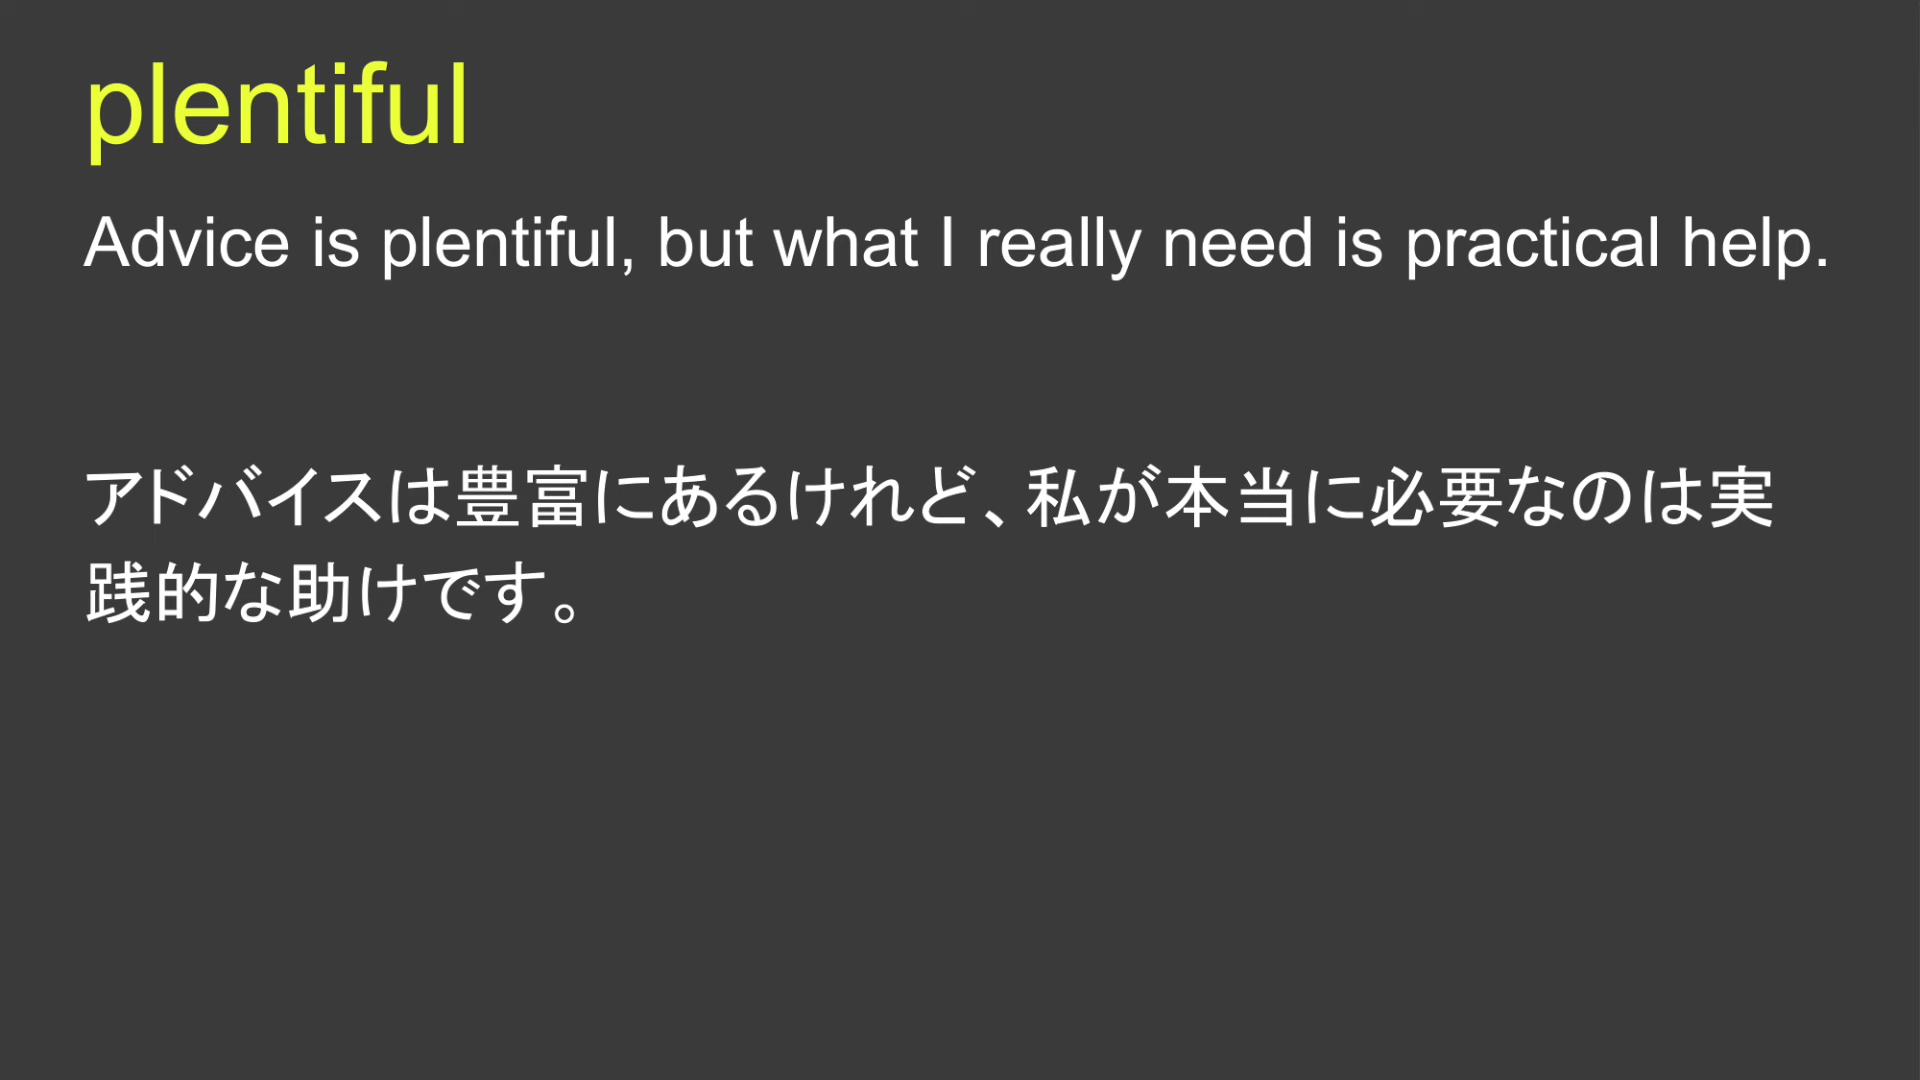 plentiful
Advice is plentiful, but what I really need is practical help.
アドバイスは豊富にあるけれど、私が本当に必要なのは実
践的な助けです。